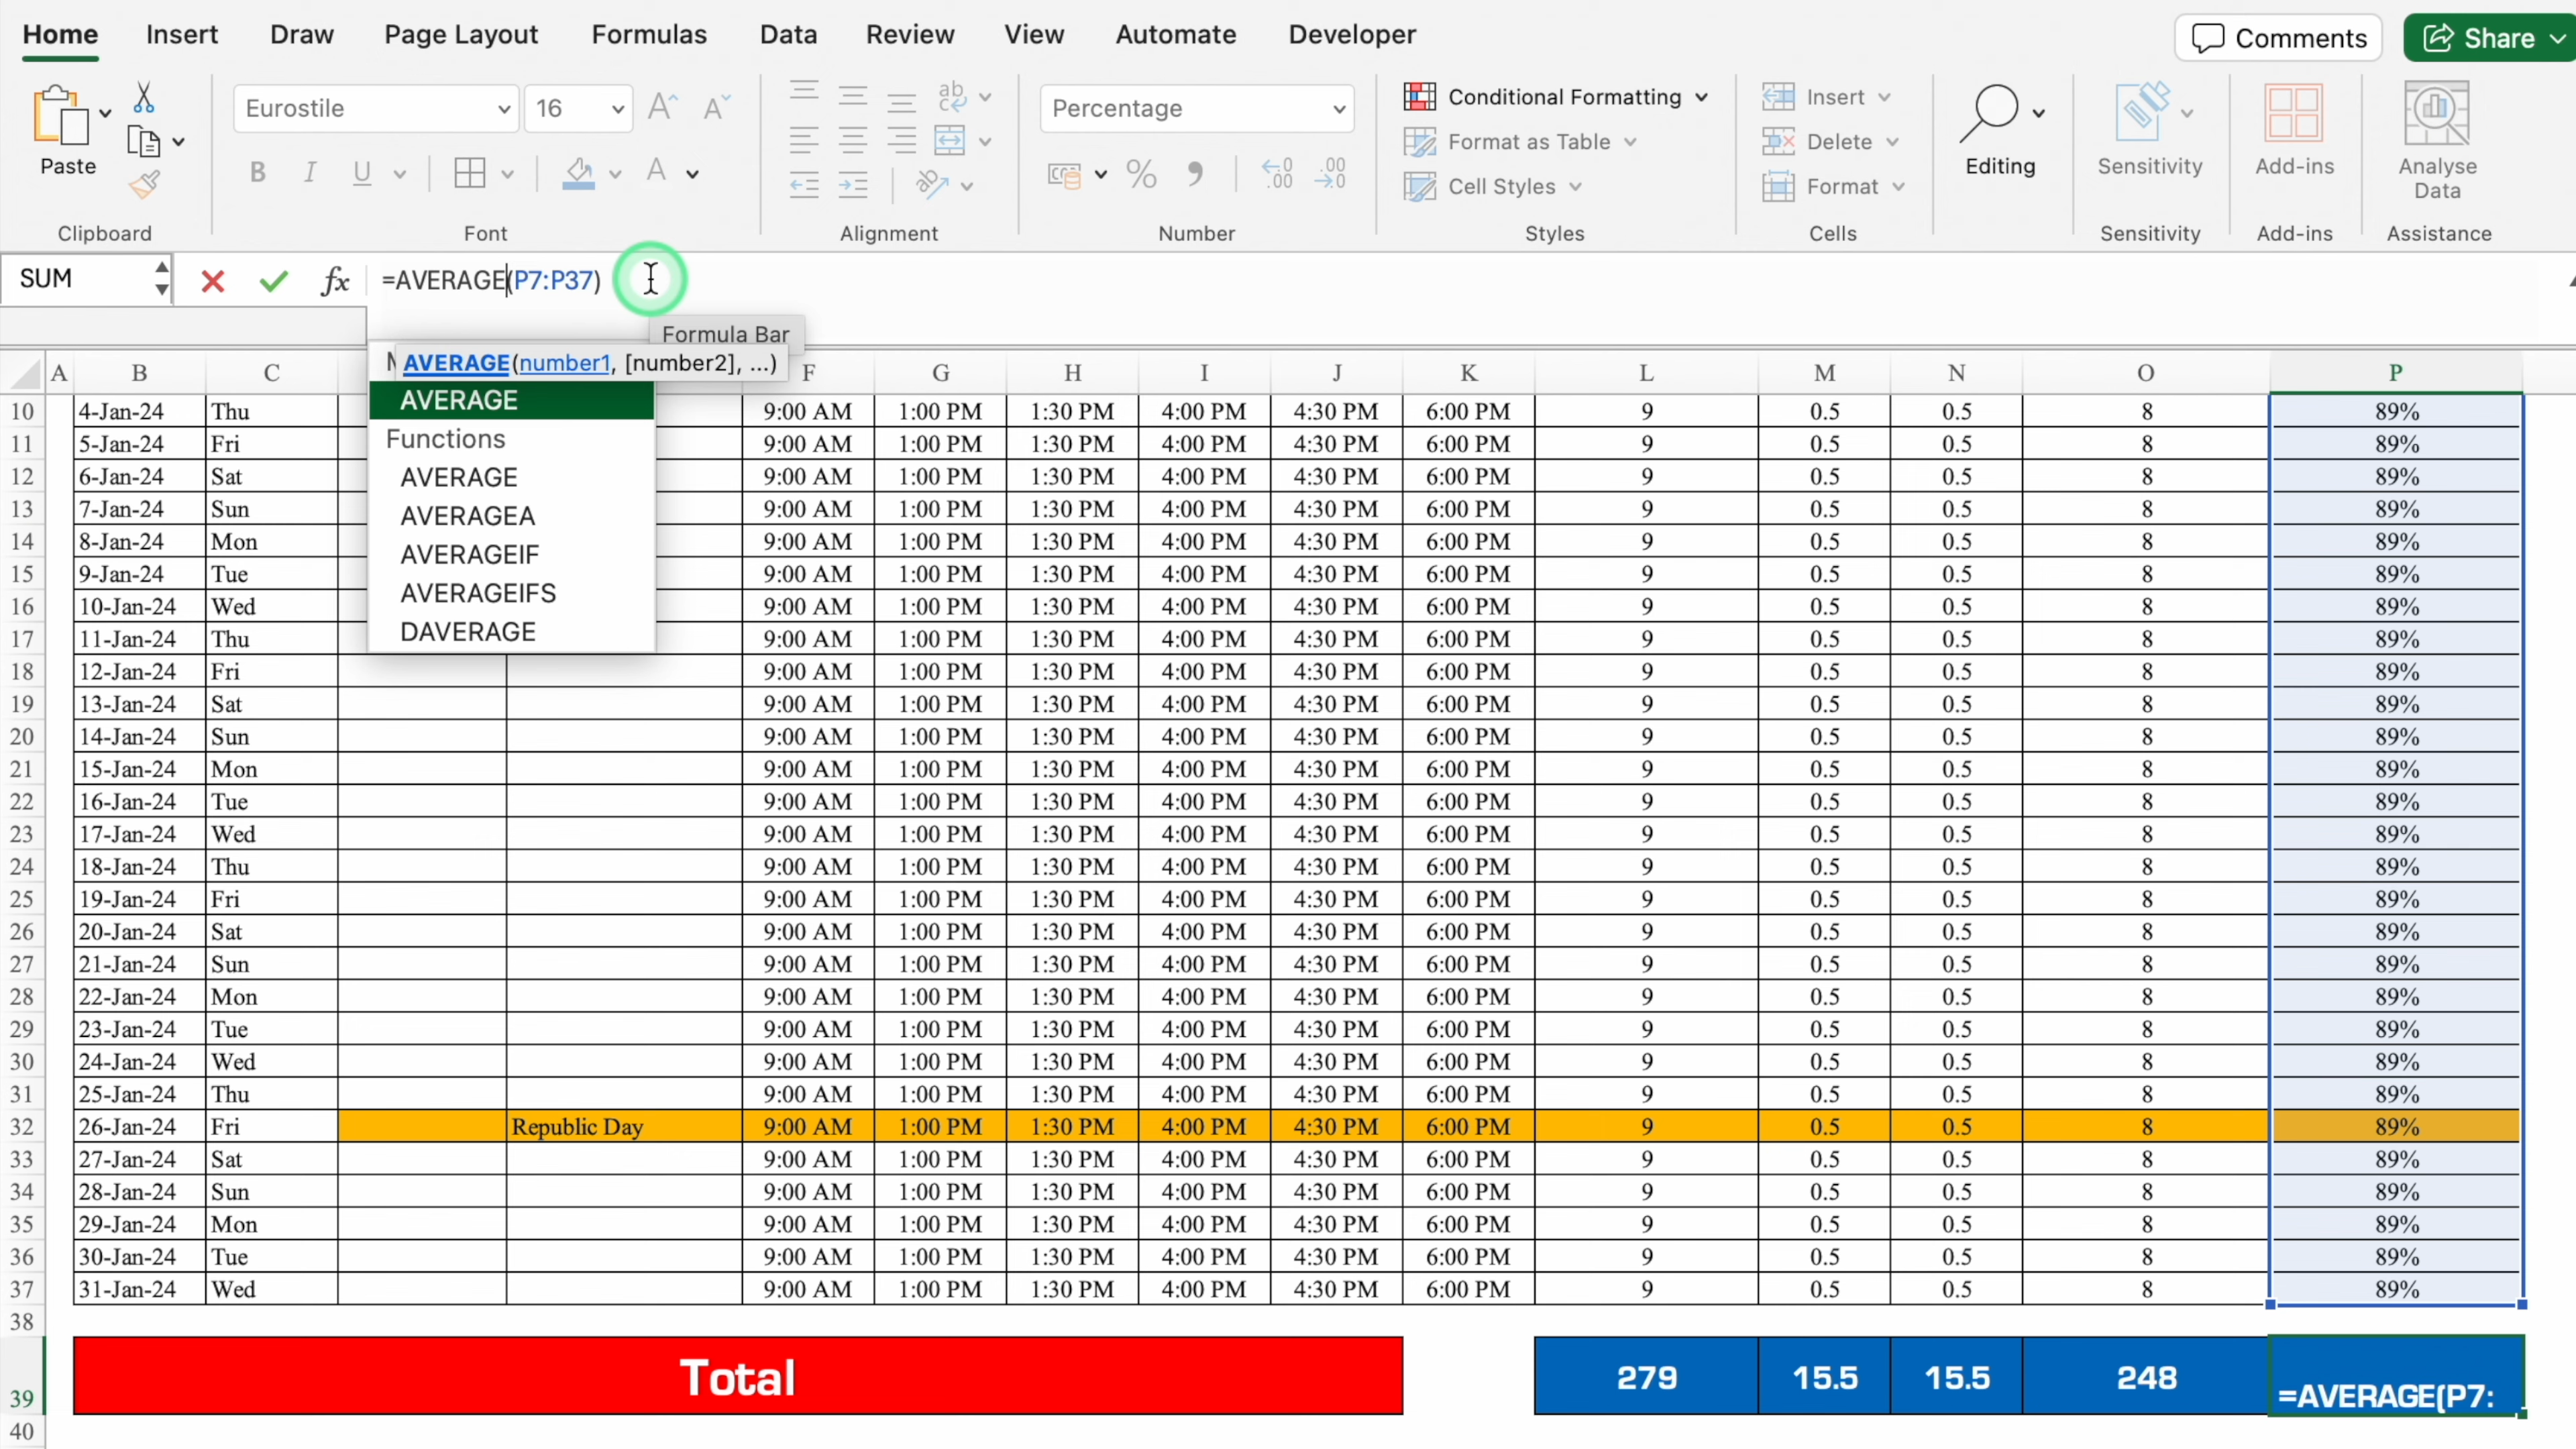 Home Insert Draw Page Layout Formulas Data Review View Automate Developer Comments Share
Paste
Clipboard
Eurostile 16
B I U A
Font
ab
Alignment
Percentage
% .00 .00
Number
Conditional Formatting
Format as Table
Cell Styles
Styles
Insert
Delete
Format
Cells
Editing
Sensitivity
Sensitivity
Add-ins
Add-ins
Analyse
Data
Assistance
SUM fx =AVERAGE(P7:P37)
Formula Bar
AVERAGE(number1, [number2], ...)
AVERAGE
Functions
AVERAGE
AVERAGEA
AVERAGEIF
AVERAGEIFS
DAVERAGE
A B C F G H I J K L M N O P
10 4-Jan-24 Thu 9:00 AM 1:00 PM 1:30 PM 4:00 PM 4:30 PM 6:00 PM 9 0.5 0.5 8 89%
11 5-Jan-24 Fri 9:00 AM 1:00 PM 1:30 PM 4:00 PM 4:30 PM 6:00 PM 9 0.5 0.5 8 89%
12 6-Jan-24 Sat 9:00 AM 1:00 PM 1:30 PM 4:00 PM 4:30 PM 6:00 PM 9 0.5 0.5 8 89%
13 7-Jan-24 Sun 9:00 AM 1:00 PM 1:30 PM 4:00 PM 4:30 PM 6:00 PM 9 0.5 0.5 8 89%
14 8-Jan-24 Mon 9:00 AM 1:00 PM 1:30 PM 4:00 PM 4:30 PM 6:00 PM 9 0.5 0.5 8 89%
15 9-Jan-24 Tue 9:00 AM 1:00 PM 1:30 PM 4:00 PM 4:30 PM 6:00 PM 9 0.5 0.5 8 89%
16 10-Jan-24 Wed 9:00 AM 1:00 PM 1:30 PM 4:00 PM 4:30 PM 6:00 PM 9 0.5 0.5 8 89%
17 11-Jan-24 Thu 9:00 AM 1:00 PM 1:30 PM 4:00 PM 4:30 PM 6:00 PM 9 0.5 0.5 8 89%
18 12-Jan-24 Fri 9:00 AM 1:00 PM 1:30 PM 4:00 PM 4:30 PM 6:00 PM 9 0.5 0.5 8 89%
19 13-Jan-24 Sat 9:00 AM 1:00 PM 1:30 PM 4:00 PM 4:30 PM 6:00 PM 9 0.5 0.5 8 89%
20 14-Jan-24 Sun 9:00 AM 1:00 PM 1:30 PM 4:00 PM 4:30 PM 6:00 PM 9 0.5 0.5 8 89%
21 15-Jan-24 Mon 9:00 AM 1:00 PM 1:30 PM 4:00 PM 4:30 PM 6:00 PM 9 0.5 0.5 8 89%
22 16-Jan-24 Tue 9:00 AM 1:00 PM 1:30 PM 4:00 PM 4:30 PM 6:00 PM 9 0.5 0.5 8 89%
23 17-Jan-24 Wed 9:00 AM 1:00 PM 1:30 PM 4:00 PM 4:30 PM 6:00 PM 9 0.5 0.5 8 89%
24 18-Jan-24 Thu 9:00 AM 1:00 PM 1:30 PM 4:00 PM 4:30 PM 6:00 PM 9 0.5 0.5 8 89%
25 19-Jan-24 Fri 9:00 AM 1:00 PM 1:30 PM 4:00 PM 4:30 PM 6:00 PM 9 0.5 0.5 8 89%
26 20-Jan-24 Sat 9:00 AM 1:00 PM 1:30 PM 4:00 PM 4:30 PM 6:00 PM 9 0.5 0.5 8 89%
27 21-Jan-24 Sun 9:00 AM 1:00 PM 1:30 PM 4:00 PM 4:30 PM 6:00 PM 9 0.5 0.5 8 89%
28 22-Jan-24 Mon 9:00 AM 1:00 PM 1:30 PM 4:00 PM 4:30 PM 6:00 PM 9 0.5 0.5 8 89%
29 23-Jan-24 Tue 9:00 AM 1:00 PM 1:30 PM 4:00 PM 4:30 PM 6:00 PM 9 0.5 0.5 8 89%
30 24-Jan-24 Wed 9:00 AM 1:00 PM 1:30 PM 4:00 PM 4:30 PM 6:00 PM 9 0.5 0.5 8 89%
31 25-Jan-24 Thu 9:00 AM 1:00 PM 1:30 PM 4:00 PM 4:30 PM 6:00 PM 9 0.5 0.5 8 89%
32 26-Jan-24 Fri Republic Day 9:00 AM 1:00 PM 1:30 PM 4:00 PM 4:30 PM 6:00 PM 9 0.5 0.5 8 89%
33 27-Jan-24 Sat 9:00 AM 1:00 PM 1:30 PM 4:00 PM 4:30 PM 6:00 PM 9 0.5 0.5 8 89%
34 28-Jan-24 Sun 9:00 AM 1:00 PM 1:30 PM 4:00 PM 4:30 PM 6:00 PM 9 0.5 0.5 8 89%
35 29-Jan-24 Mon 9:00 AM 1:00 PM 1:30 PM 4:00 PM 4:30 PM 6:00 PM 9 0.5 0.5 8 89%
36 30-Jan-24 Tue 9:00 AM 1:00 PM 1:30 PM 4:00 PM 4:30 PM 6:00 PM 9 0.5 0.5 8 89%
37 31-Jan-24 Wed 9:00 AM 1:00 PM 1:30 PM 4:00 PM 4:30 PM 6:00 PM 9 0.5 0.5 8 89%
38
39 Total 279 15.5 15.5 248 =AVERAGE(P7:
40